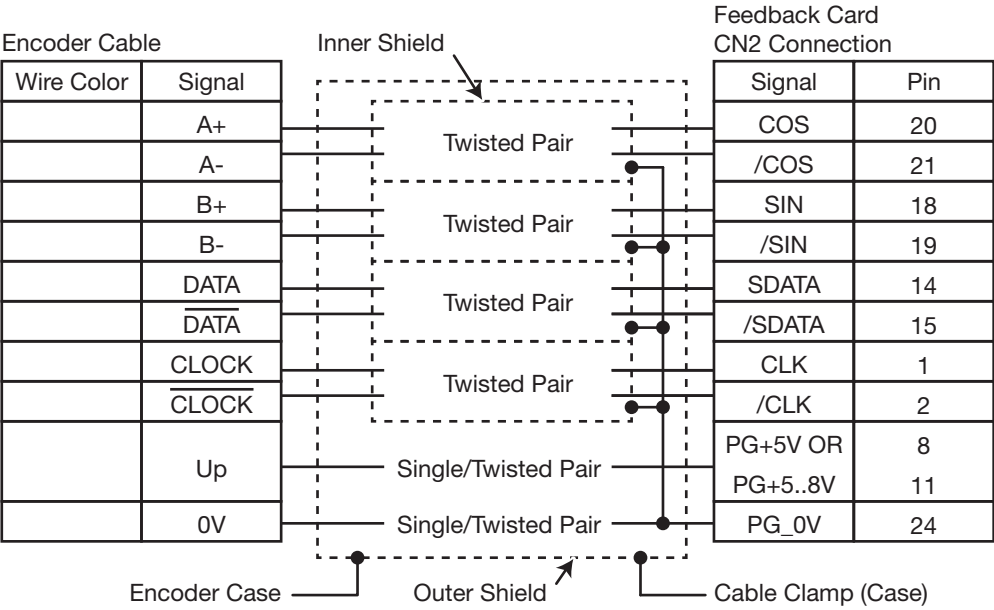 Feedback Card
Encoder Cable Inner Shield CN2 Connection
Wire Color Signal Signal Pin
A+ Twisted Pair COS 20
A- /COS 21
B+ Twisted Pair SIN 18
B- /SIN 19
DATA Twisted Pair SDATA 14
D̅A̅T̅A̅ /SDATA 15
CLOCK Twisted Pair CLK 1
C̅L̅O̅C̅K̅ /CLK 2
PG+5V OR 8
Up Single/Twisted Pair
PG+5..8V 11
0V Single/Twisted Pair PG_0V 24
Encoder Case Outer Shield Cable Clamp (Case)